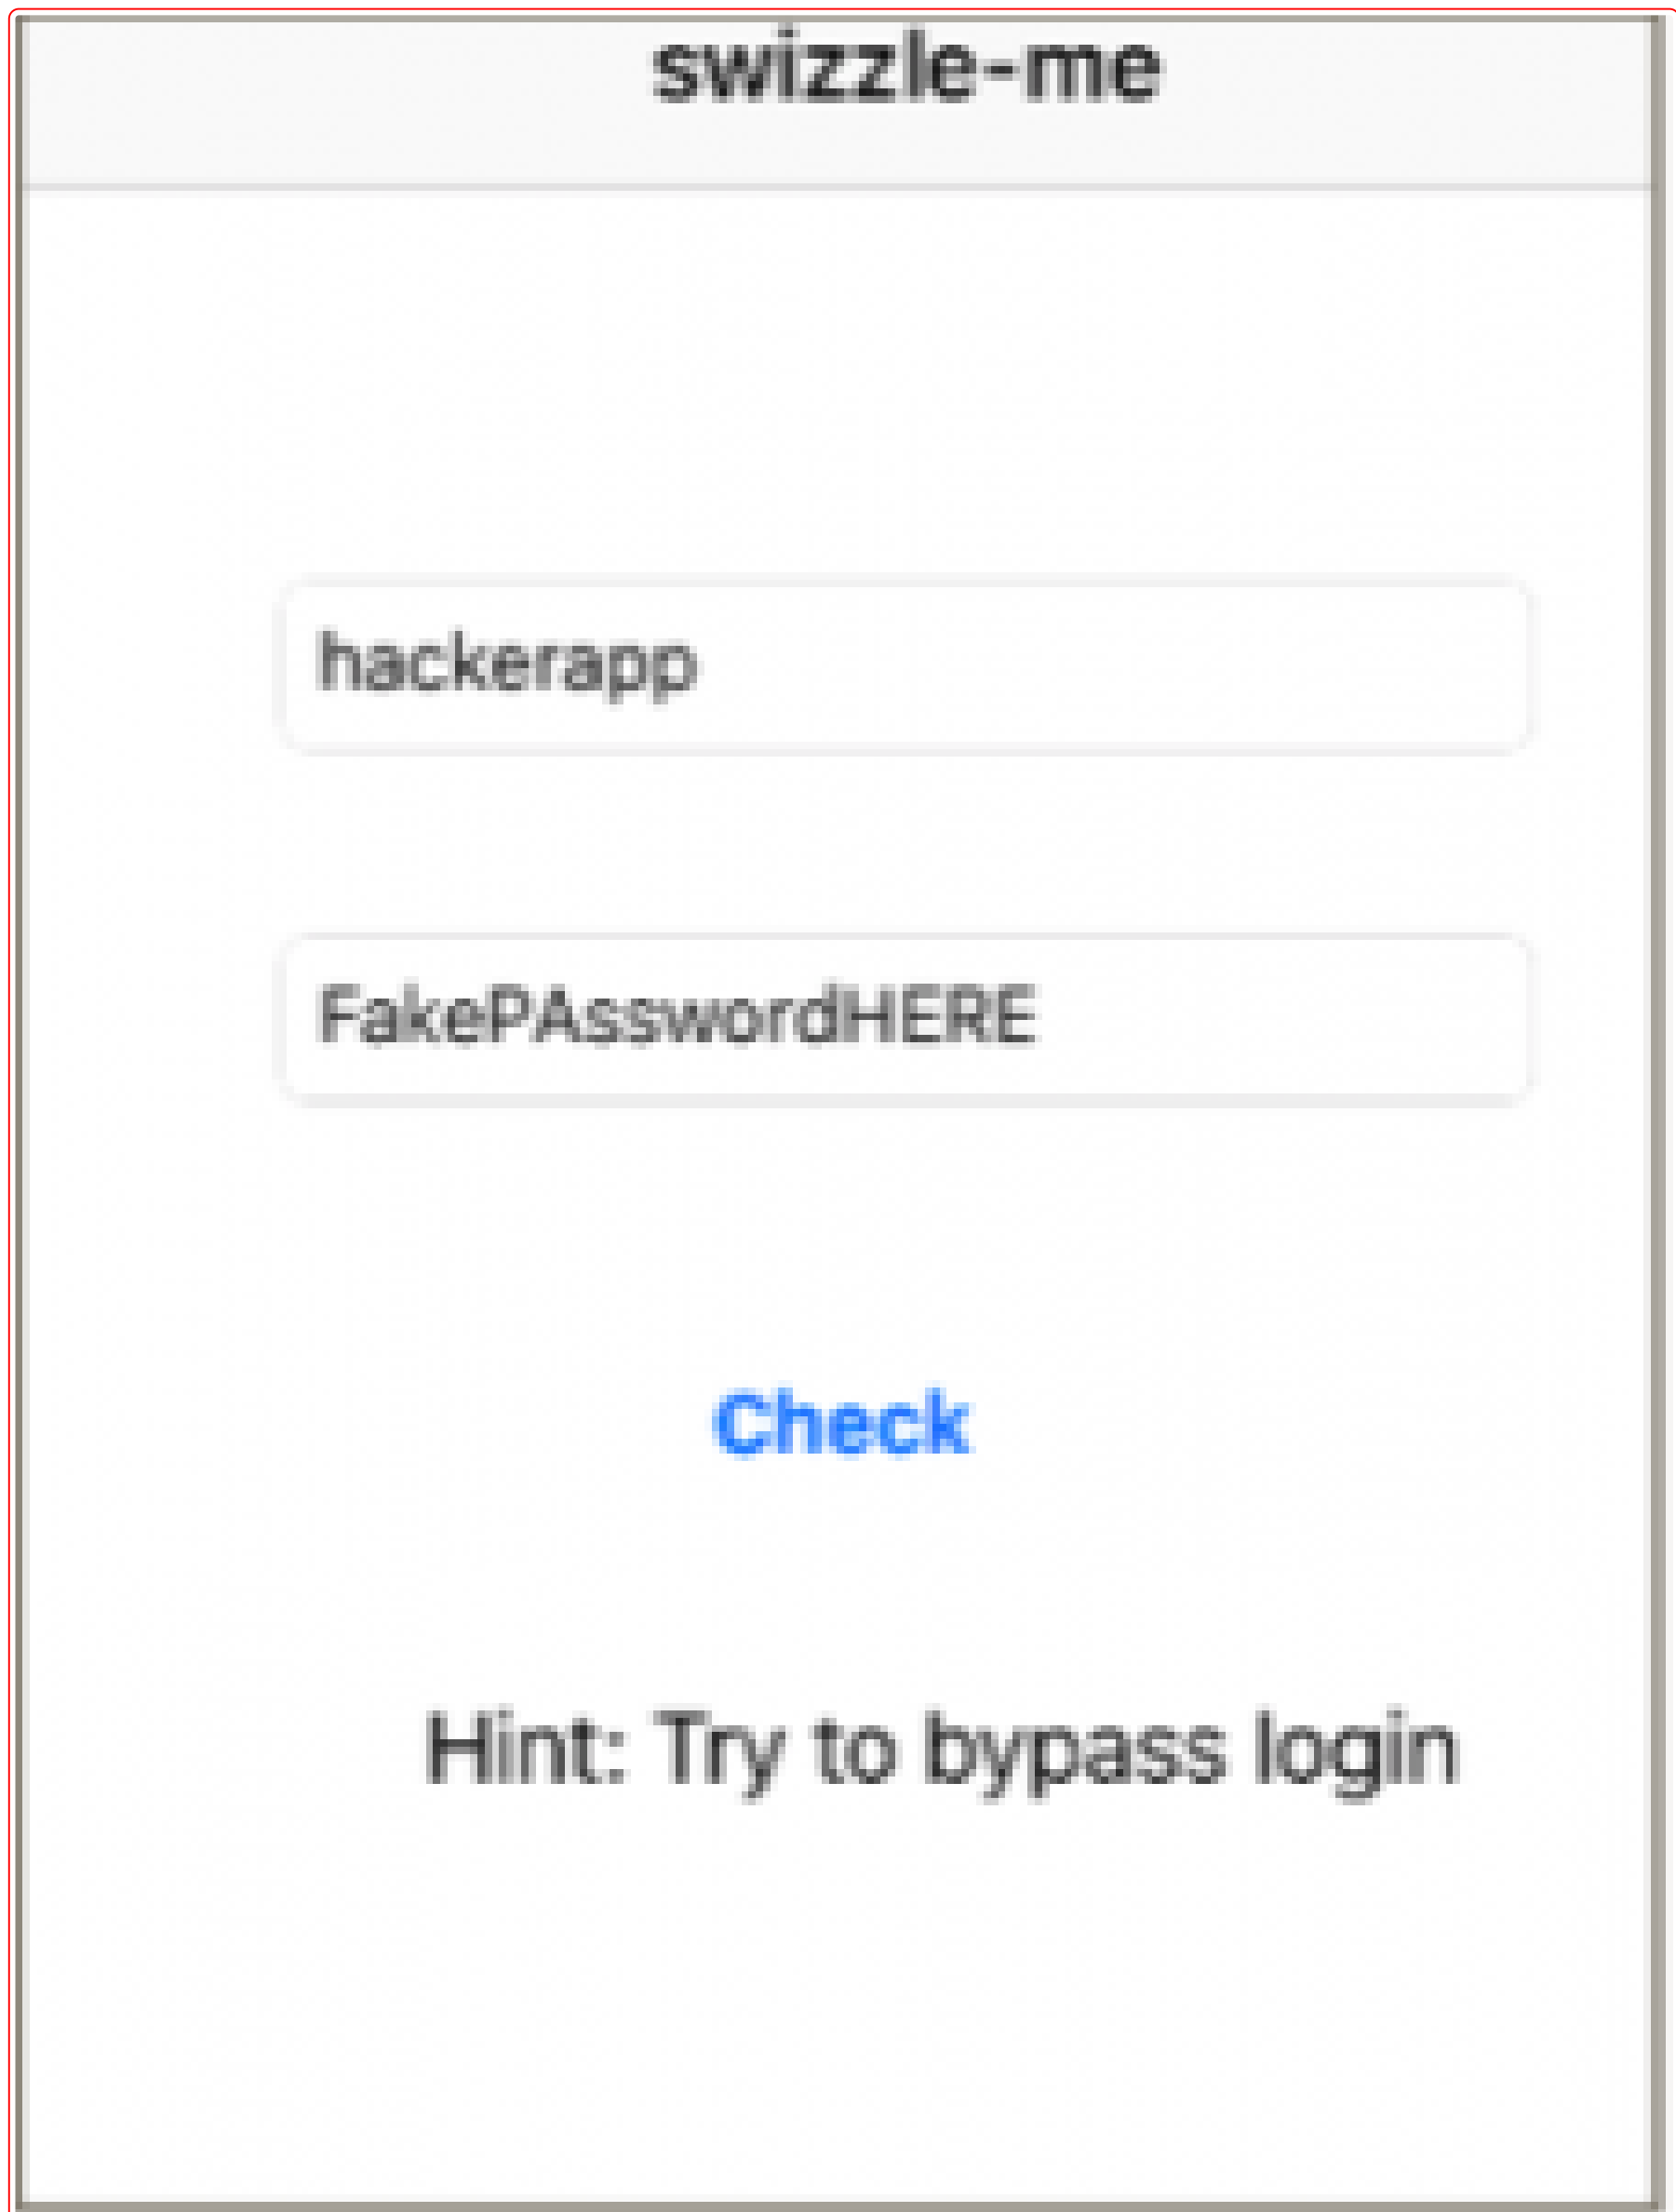 swizzle-me
hackerapp
FakePAsswordHERE
Check
Hint: Try to bypass login